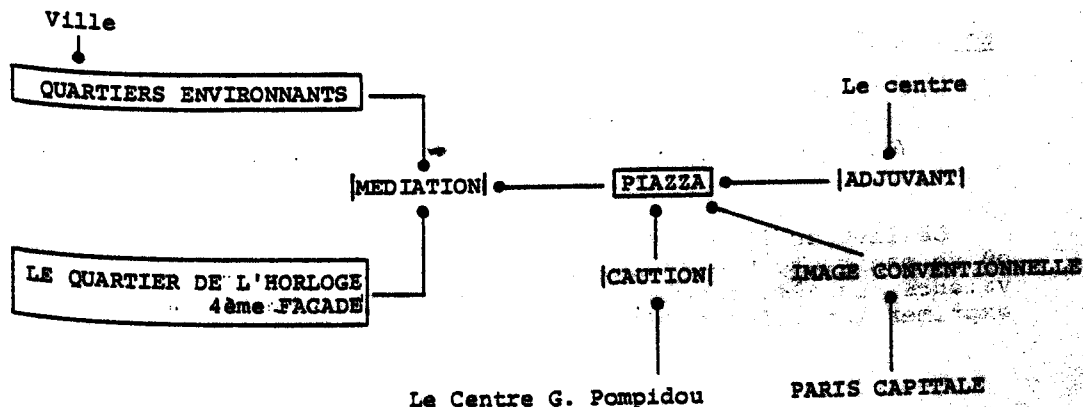 Ville
QUARTIERS ENVIRONNANTS
Le centre
|MEDIATION|
PIAZZA
|ADJUVANT|
LE QUARTIER DE L'HORLOGE
4ème FACADE
|CAUTION|
IMAGE CONVENTIONNELLE
Le Centre G. Pompidou
PARIS CAPITALE